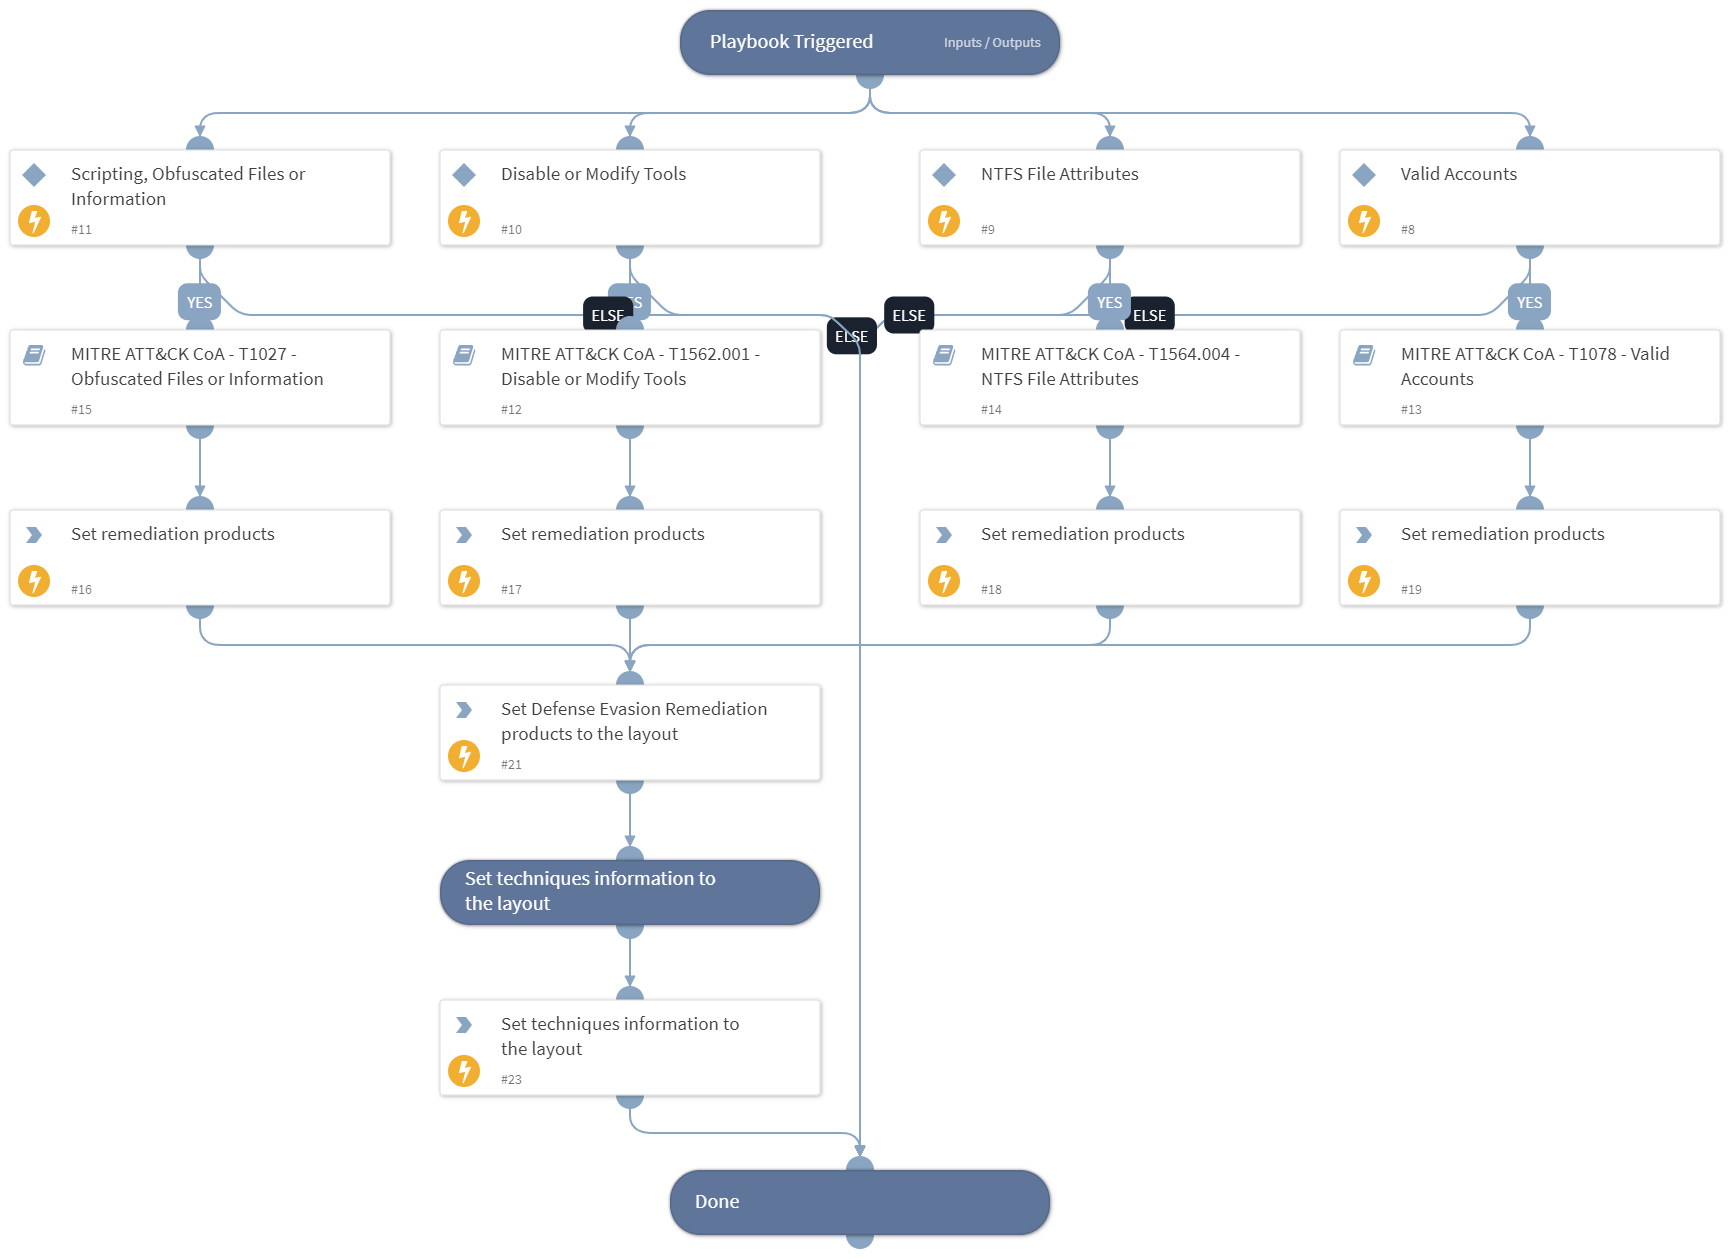 Playbook Triggered
Inputs / Outputs
Scripting, Obfuscated Files or
Information
#11
Disable or Modify Tools
#10
NTFS File Attributes
#9
Valid Accounts
#8
YES
ELSE
ELSE
ELSE
YES
ELSE
YES
MITRE ATT&CK CoA - T1027 -
Obfuscated Files or Information
#15
MITRE ATT&CK CoA - T1562.001 -
Disable or Modify Tools
#12
MITRE ATT&CK CoA - T1564.004 -
NTFS File Attributes
#14
MITRE ATT&CK CoA - T1078 - Valid
Accounts
#13
Set remediation products
#16
Set remediation products
#17
Set remediation products
#18
Set remediation products
#19
Set Defense Evasion Remediation
products to the layout
#21
Set techniques information to
the layout
Set techniques information to
the layout
#23
Done